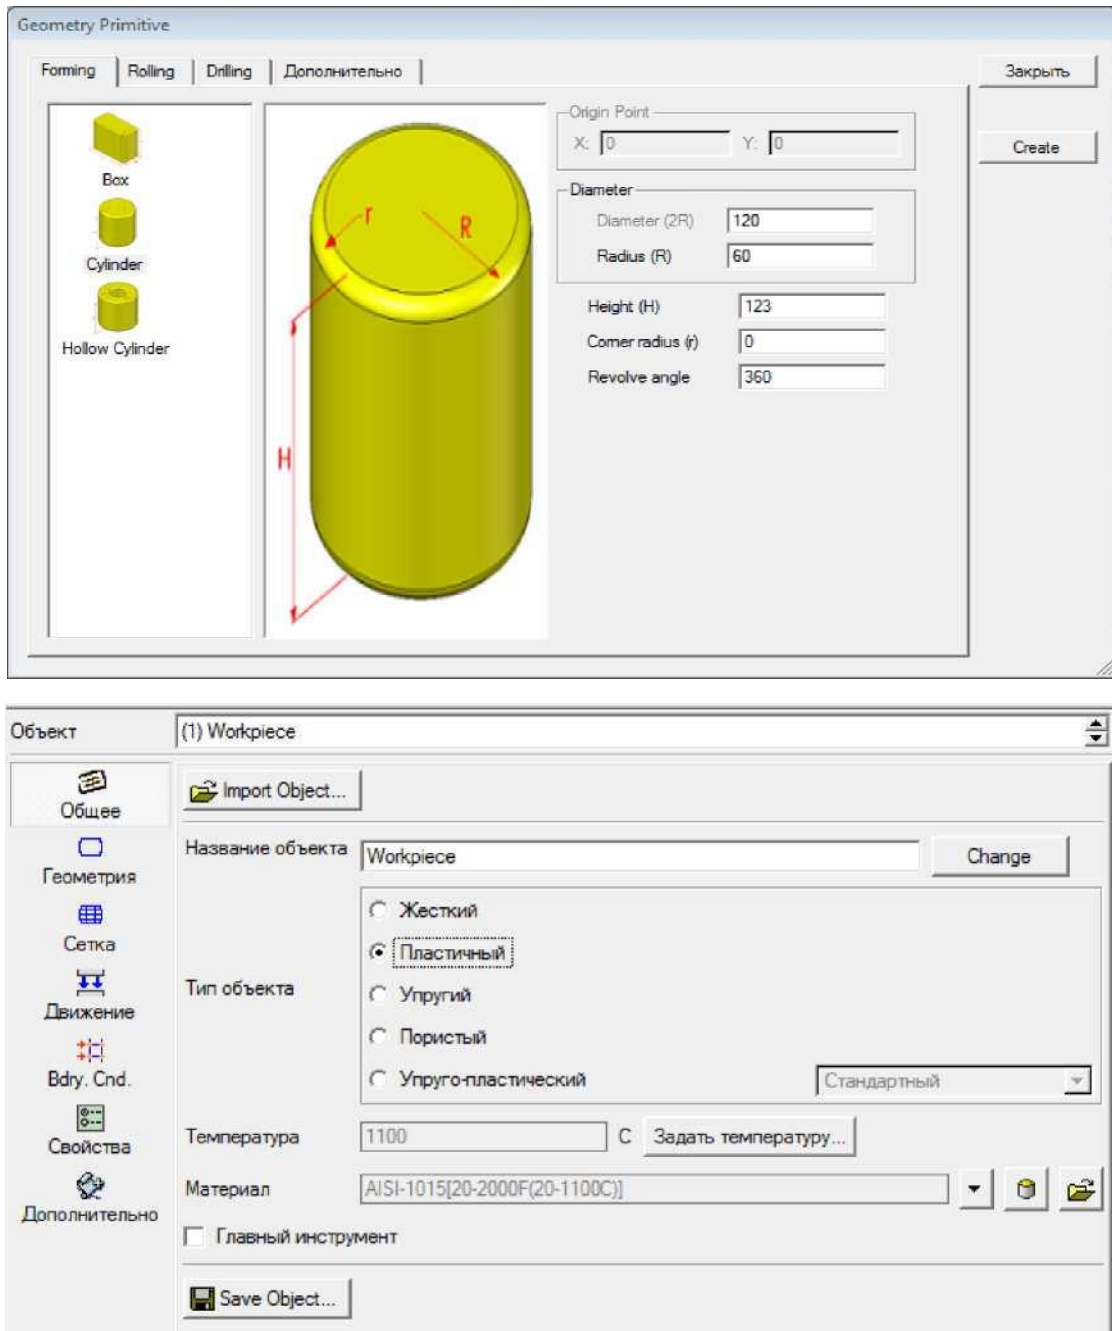 Geometry Primitive
Forming Rolling Drilling Дополнительно
Закрыть
Create
Box
Cylinder
Hollow Cylinder
r
R
H
Origin Point
X: 0 Y: 0
Diameter
Diameter (2R) 120
Radius (R) 60
Height (H) 123
Corner radius (r) 0
Revolve angle 360
Объект (1) Workpiece
Общее
Геометрия
Сетка
Движение
Bdry. Cnd.
Свойства
Дополнительно
Import Object...
Название объекта Workpiece Change
Тип объекта
Жесткий
Пластичный
Упругий
Пористый
Упруго-пластический Стандартный
Температура 1100 C Задать температуру...
Материал AISI-1015[20-2000F(20-1100C)]
Главный инструмент
Save Object...